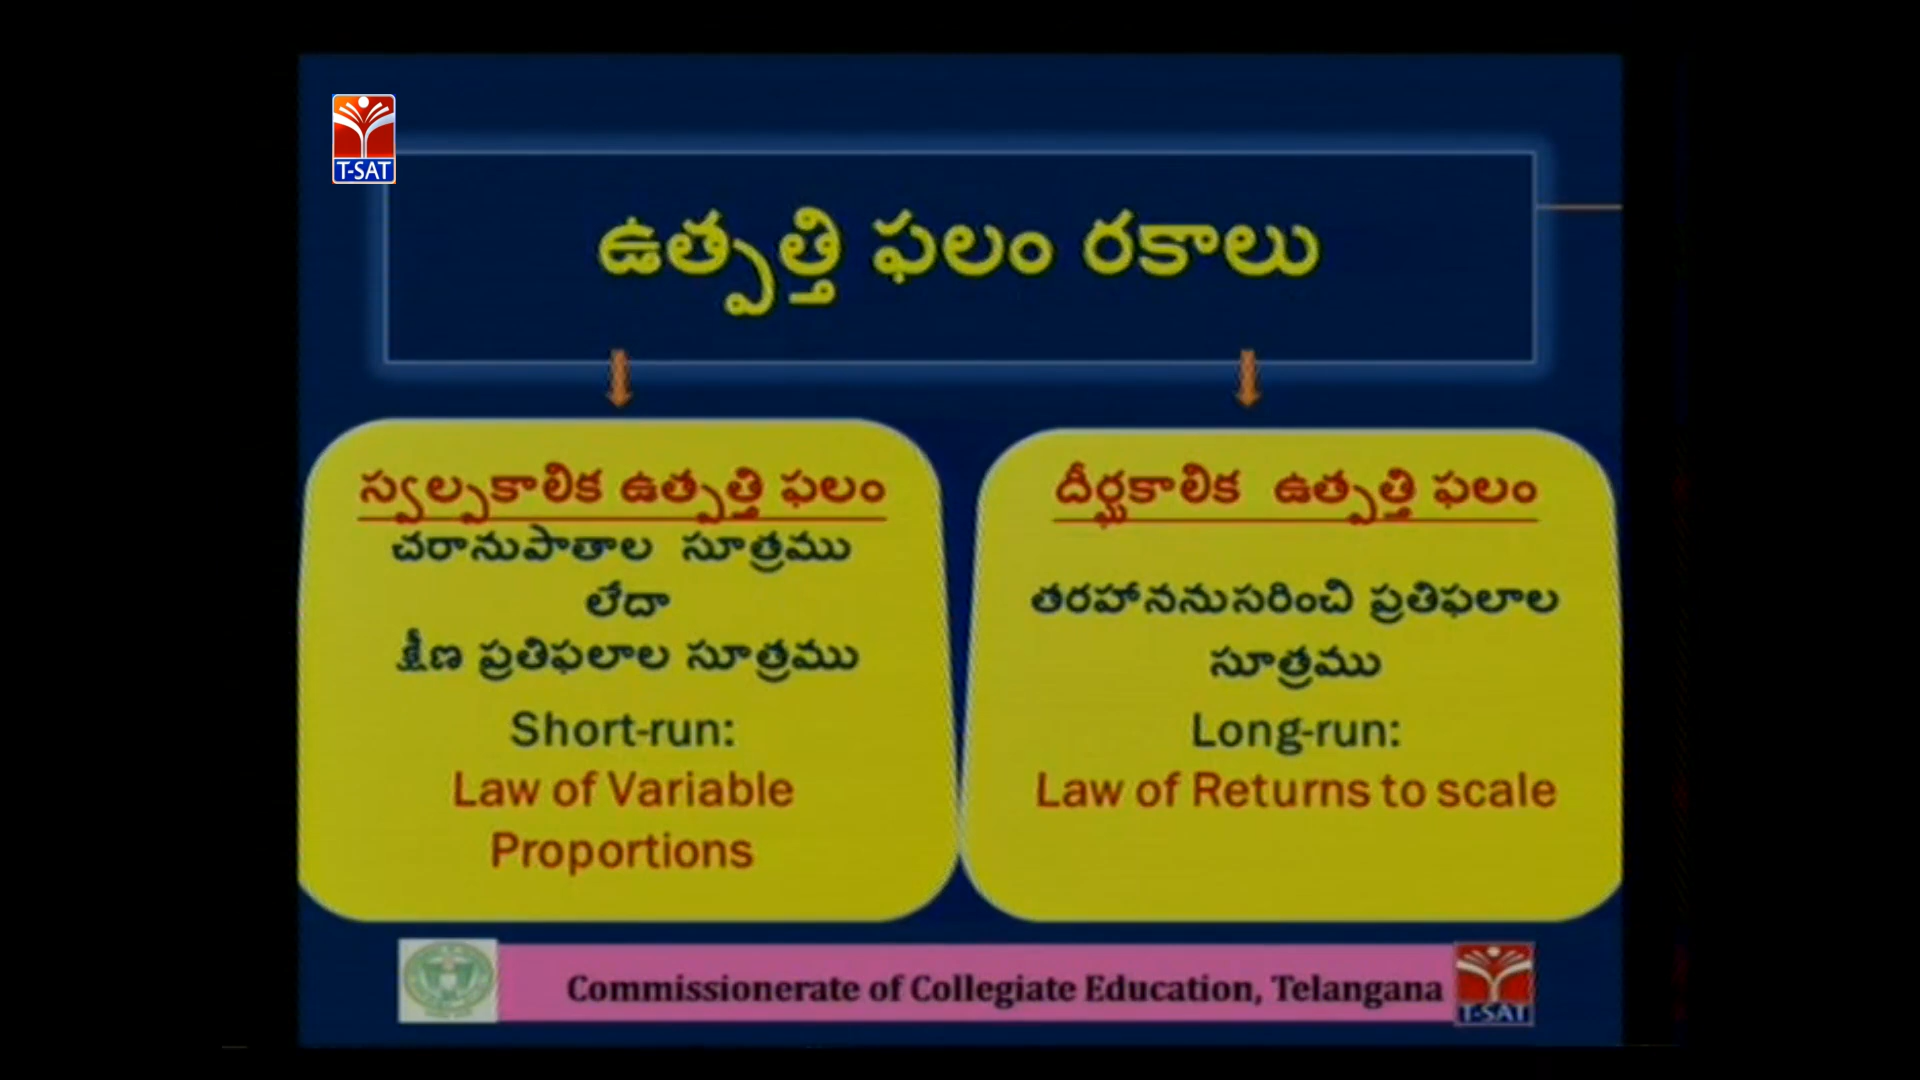 T-SAT
ఉత్పత్తి ఫలం రకాలు
స్వల్పకాలిక ఉత్పత్తి ఫలం
చరానుపాతాల సూత్రము
లేదా
క్షీణ ప్రతిఫలాల సూత్రము
Short-run:
Law of Variable
Proportions
దీర్ఘకాలిక ఉత్పత్తి ఫలం
తరహాననుసరించి ప్రతిఫలాల
సూత్రము
Long-run:
Law of Returns to scale
Commissionerate of Collegiate Education, Telangana
T-SAT